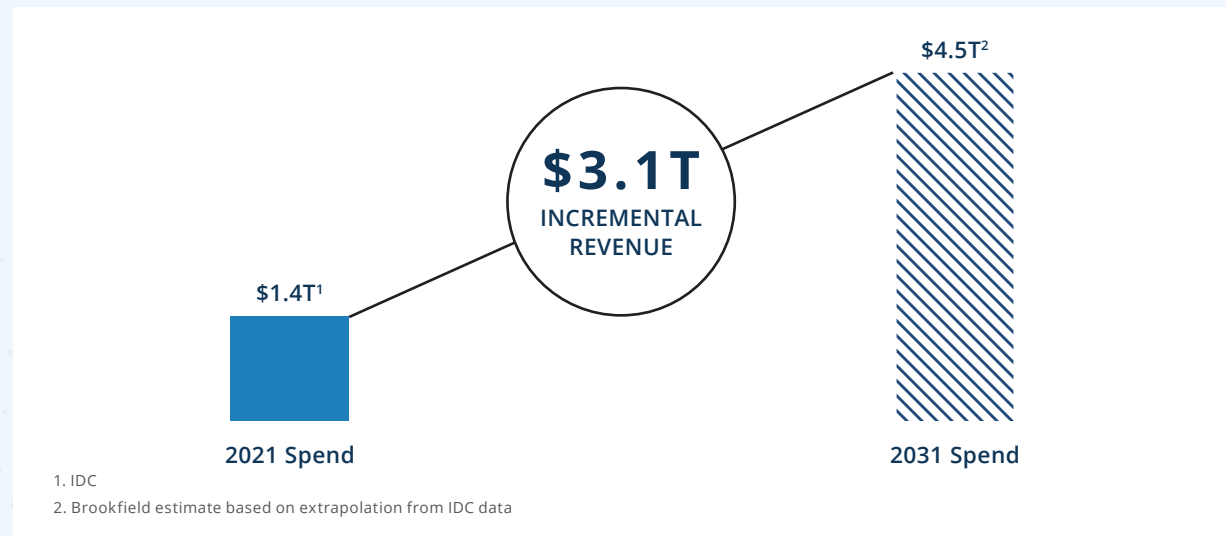 $4.5T²
$3.1T
INCREMENTAL
REVENUE
$1.4T¹
2021 Spend
2031 Spend
1. IDC
2. Brookfield estimate based on extrapolation from IDC data